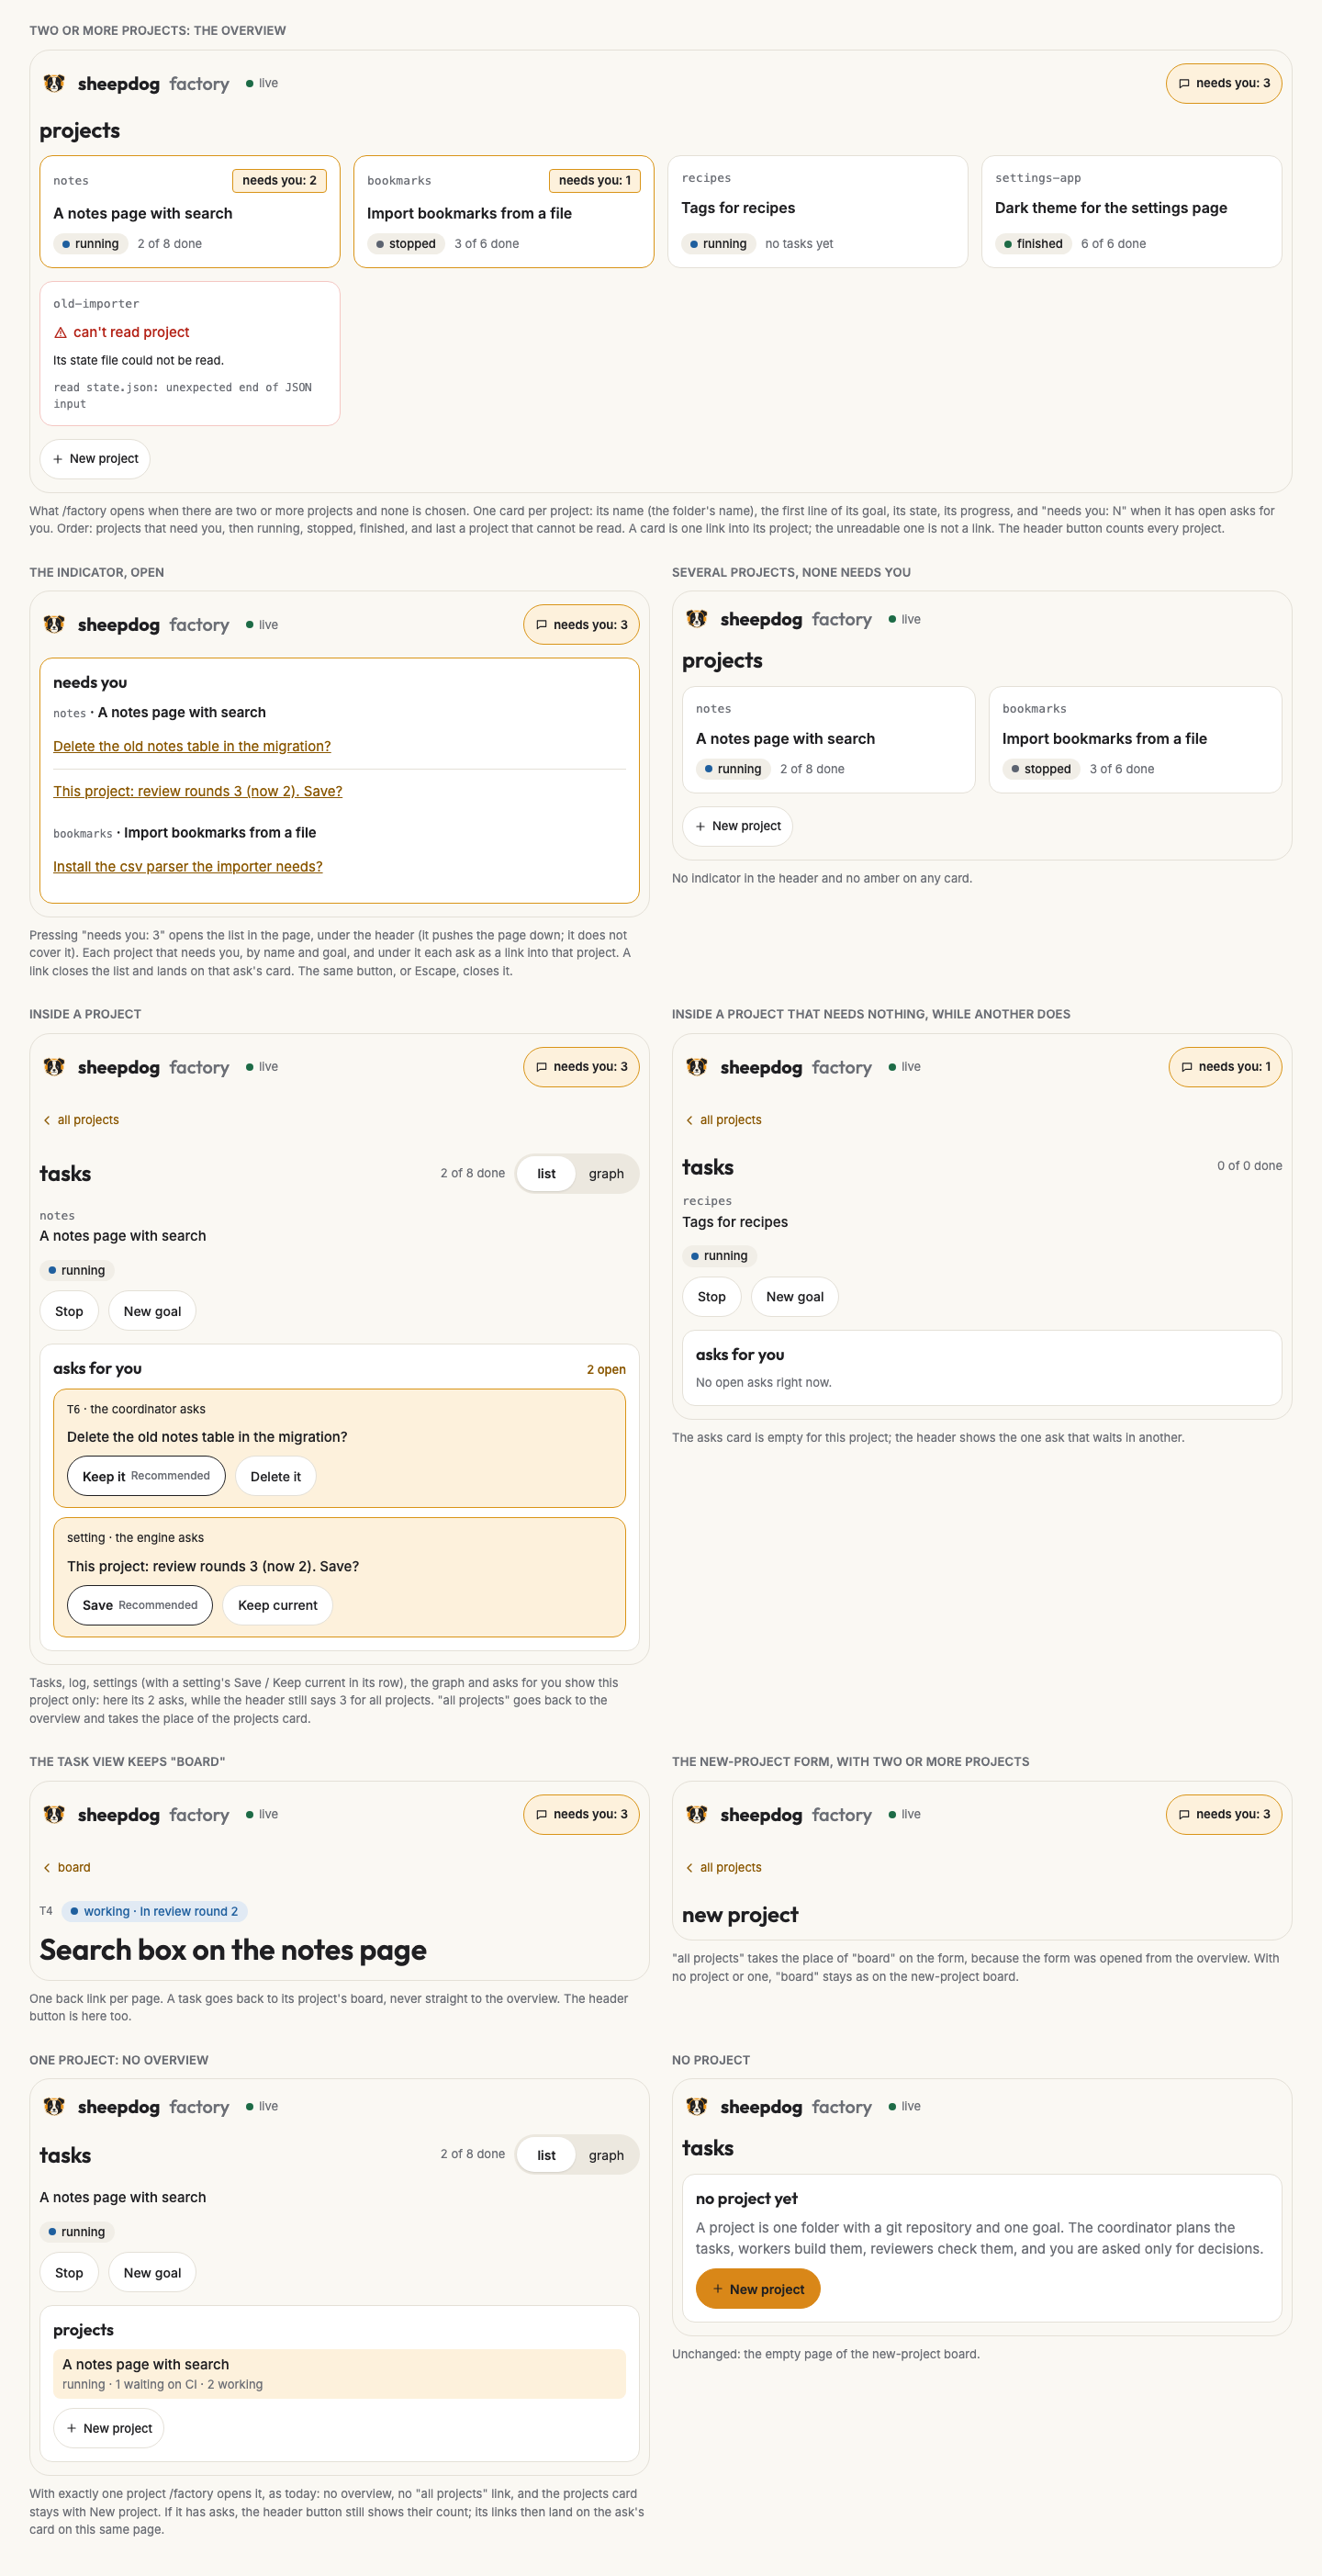 TWO OR MORE PROJECTS: THE OVERVIEW
sheepdog factory live
needs you: 3
projects
notes
needs you: 2
A notes page with search
running 2 of 8 done
bookmarks
needs you: 1
Import bookmarks from a file
stopped 3 of 6 done
recipes
Tags for recipes
running no tasks yet
settings-app
Dark theme for the settings page
finished 6 of 6 done
old-importer
can't read project
Its state file could not be read.
read state.json: unexpected end of JSON
input
+ New project
What /factory opens when there are two or more projects and none is chosen. One card per project: its name (the folder's name), the first line of its goal, its state, its progress, and "needs you: N" when it has open asks for
you. Order: projects that need you, then running, stopped, finished, and last a project that cannot be read. A card is one link into its project; the unreadable one is not a link. The header button counts every project.
THE INDICATOR, OPEN
sheepdog factory live
needs you: 3
needs you
notes · A notes page with search
Delete the old notes table in the migration?
This project: review rounds 3 (now 2). Save?
bookmarks · Import bookmarks from a file
Install the csv parser the importer needs?
Pressing "needs you: 3" opens the list in the page, under the header (it pushes the page down; it does not
cover it). Each project that needs you, by name and goal, and under it each ask as a link into that project. A
link closes the list and lands on that ask's card. The same button, or Escape, closes it.
SEVERAL PROJECTS, NONE NEEDS YOU
sheepdog factory live
projects
notes
A notes page with search
running 2 of 8 done
bookmarks
Import bookmarks from a file
stopped 3 of 6 done
+ New project
No indicator in the header and no amber on any card.
INSIDE A PROJECT
sheepdog factory live
needs you: 3
all projects
tasks
2 of 8 done
list graph
notes
A notes page with search
running
Stop New goal
asks for you
2 open
T6 · the coordinator asks
Delete the old notes table in the migration?
Keep it Recommended Delete it
setting · the engine asks
This project: review rounds 3 (now 2). Save?
Save Recommended Keep current
Tasks, log, settings (with a setting's Save / Keep current in its row), the graph and asks for you show this
project only: here its 2 asks, while the header still says 3 for all projects. "all projects" goes back to the
overview and takes the place of the projects card.
INSIDE A PROJECT THAT NEEDS NOTHING, WHILE ANOTHER DOES
sheepdog factory live
needs you: 1
all projects
tasks
0 of 0 done
recipes
Tags for recipes
running
Stop New goal
asks for you
No open asks right now.
The asks card is empty for this project; the header shows the one ask that waits in another.
THE TASK VIEW KEEPS "BOARD"
sheepdog factory live
needs you: 3
board
T4 working · In review round 2
Search box on the notes page
One back link per page. A task goes back to its project's board, never straight to the overview. The header
button is here too.
THE NEW-PROJECT FORM, WITH TWO OR MORE PROJECTS
sheepdog factory live
needs you: 3
all projects
new project
"all projects" takes the place of "board" on the form, because the form was opened from the overview. With
no project or one, "board" stays as on the new-project board.
ONE PROJECT: NO OVERVIEW
sheepdog factory live
tasks
2 of 8 done
list graph
A notes page with search
running
Stop New goal
projects
A notes page with search
running · 1 waiting on CI · 2 working
+ New project
With exactly one project /factory opens it, as today: no overview, no "all projects" link, and the projects card
stays with New project. If it has asks, the header button still shows their count; its links then land on the ask's
card on this same page.
NO PROJECT
sheepdog factory live
tasks
no project yet
A project is one folder with a git repository and one goal. The coordinator plans the
tasks, workers build them, reviewers check them, and you are asked only for decisions.
+ New project
Unchanged: the empty page of the new-project board.